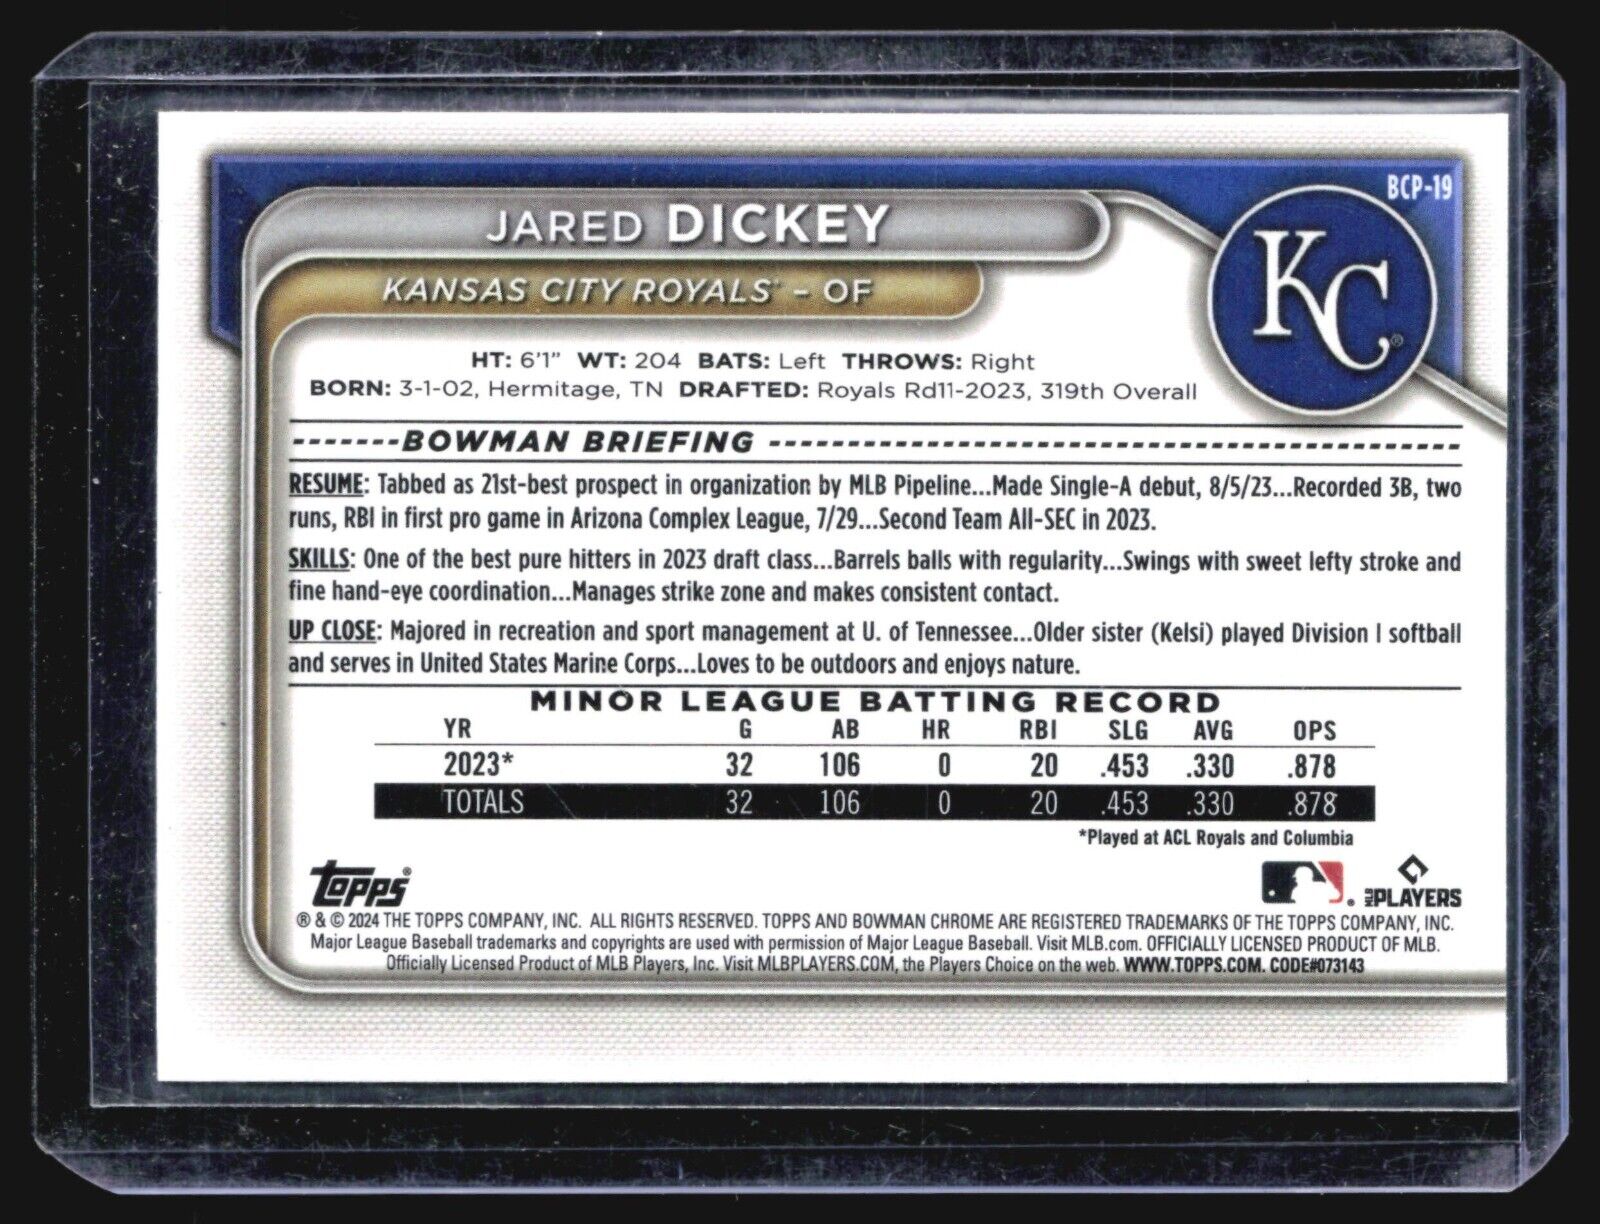 BCP-19
JARED DICKEY
KANSAS CITY ROYALS - OF
KC
HT: 6'1" WT: 204 BATS: Left THROWS: Right
BORN: 3-1-02, Hermitage, TN DRAFTED: Royals Rd11-2023, 319th Overall
BOWMAN BRIEFING
RESUME: Tabbed as 21st-best prospect in organization by MLB Pipeline...Made Single-A debut, 8/5/23...Recorded 3B, two
runs, RBI in first pro game in Arizona Complex League, 7/29...Second Team All-SEC in 2023.
SKILLS: One of the best pure hitters in 2023 draft class...Barrels balls with regularity...Swings with sweet lefty stroke and
fine hand-eye coordination...Manages strike zone and makes consistent contact.
UP CLOSE: Majored in recreation and sport management at U. of Tennessee...Older sister (Kelsi) played Division I softball
and serves in United States Marine Corps...Loves to be outdoors and enjoys nature.
MINOR LEAGUE BATTING RECORD
YR G AB HR RBI SLG AVG OPS
2023* 32 106 0 20 .453 .330 .878
TOTALS 32 106 0 20 .453 .330 .878
*Played at ACL Royals and Columbia
topps®
MLB PLAYERS
® & © 2024 THE TOPPS COMPANY, INC. ALL RIGHTS RESERVED. TOPPS AND BOWMAN CHROME ARE REGISTERED TRADEMARKS OF THE TOPPS COMPANY, INC.
Major League Baseball trademarks and copyrights are used with permission of Major League Baseball. Visit MLB.com. OFFICIALLY LICENSED PRODUCT OF MLB.
Officially Licensed Product of MLB Players, Inc. Visit MLBPLAYERS.COM, the Players Choice on the web. WWW.TOPPS.COM. CODE#073143